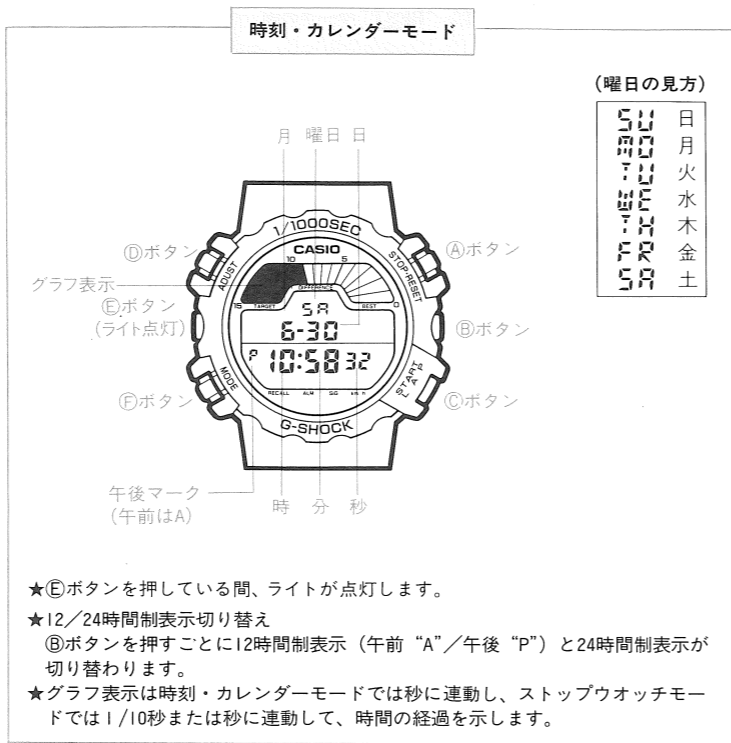 時刻・カレンダーモード
(曜日の見方)
SU 日
MO 月
TU 火
WE 水
TH 木
FR 金
SA 土
月 曜日 日
1/1000SEC
CASIO
Ⓓボタン
Ⓐボタン
ADJUST
STOP・RESET
グラフ表示
10 5
DIFFERENCE
15 TARGET BEST 0
Ⓔボタン
(ライト点灯)
Ⓑボタン
SA
6-30
P 10:58 32
RECALL ALM SIG km h
MODE
START
LAP
Ⓕボタン
Ⓒボタン
G-SHOCK
午後マーク
(午前はA)
時 分 秒
★Ⓔボタンを押している間、ライトが点灯します。
★12/24時間制表示切り替え
Ⓑボタンを押すごとに12時間制表示(午前“A”/午後“P”)と24時間制表示が
切り替わります。
★グラフ表示は時刻・カレンダーモードでは秒に連動し、ストップウオッチモー
ドでは1/10秒または秒に連動して、時間の経過を示します。